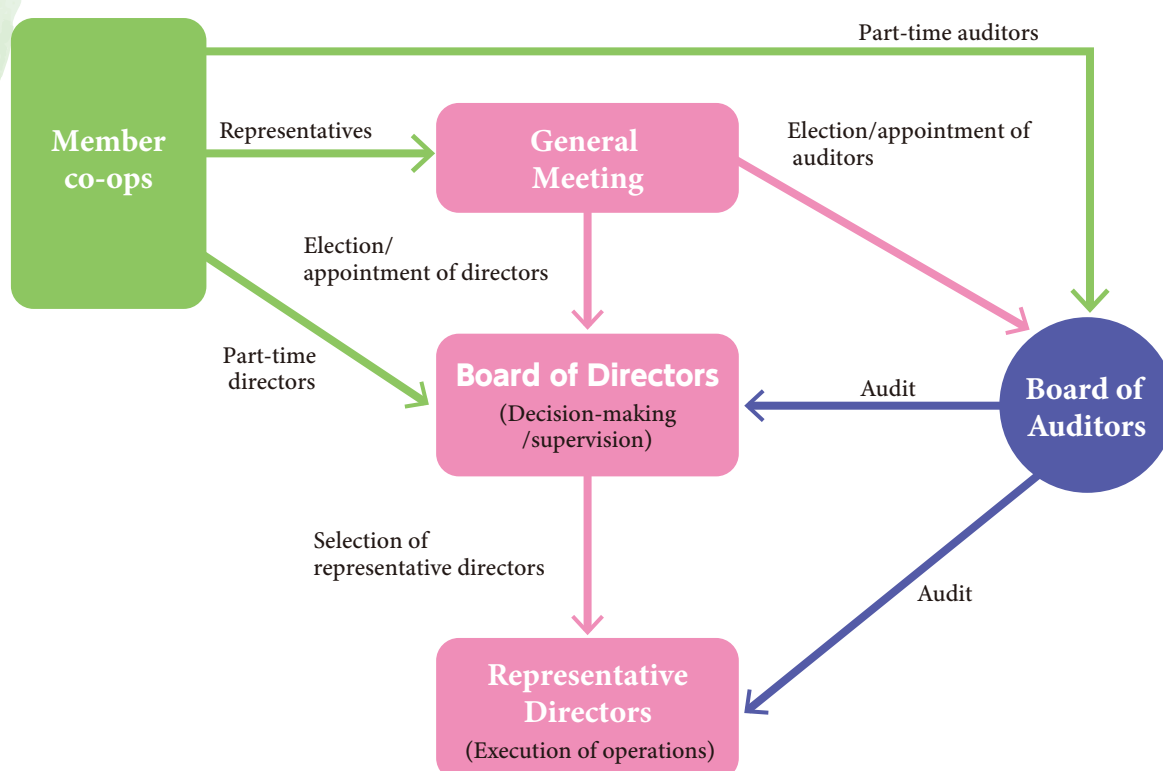 Part-time auditors
Member
co-ops
Representatives
General
Meeting
Election/appointment of
auditors
Election/
appointment of directors
Part-time
directors
Board of Directors
(Decision-making
/supervision)
Audit
Board of
Auditors
Selection of
representative directors
Audit
Representative
Directors
(Execution of operations)